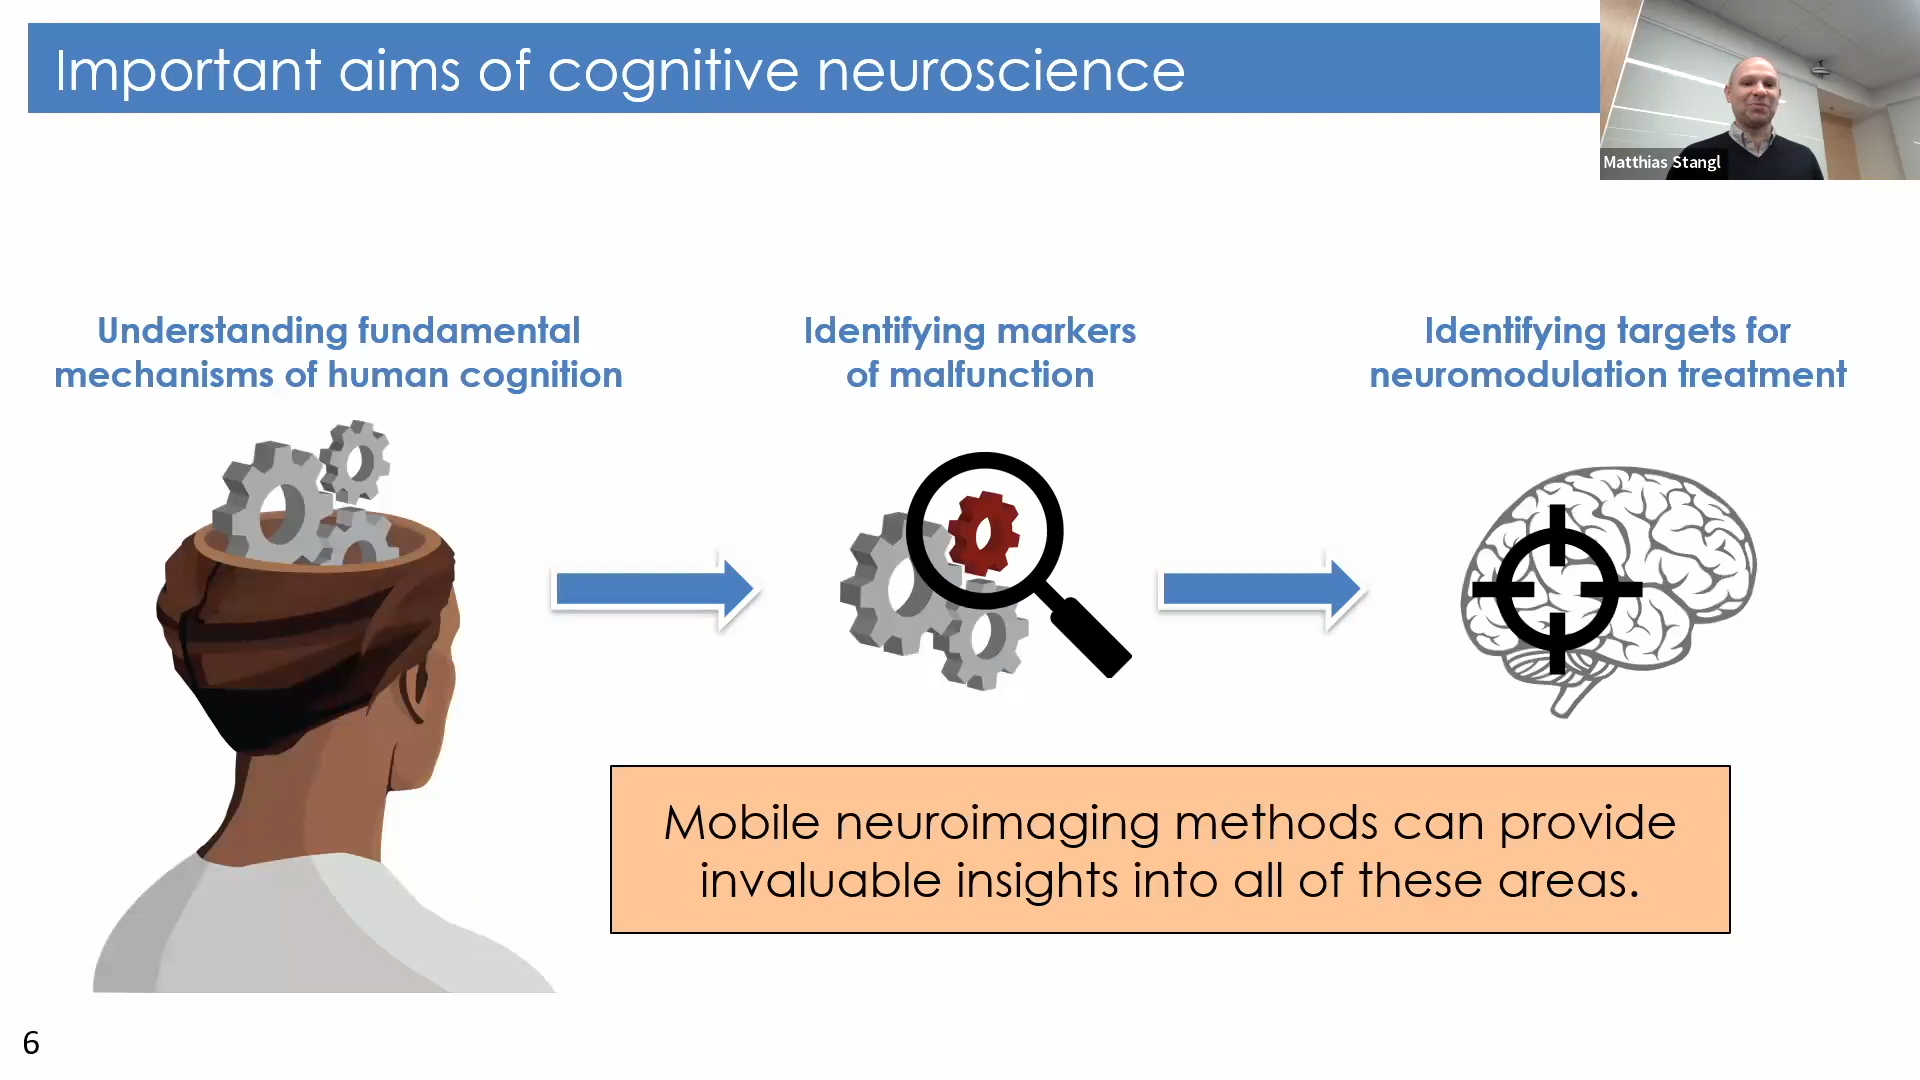 Important aims of cognitive neuroscience
Matthias Stangl
Understanding fundamental
mechanisms of human cognition
Identifying markers
of malfunction
Identifying targets for
neuromodulation treatment
Mobile neuroimaging methods can provide
invaluable insights into all of these areas.
6